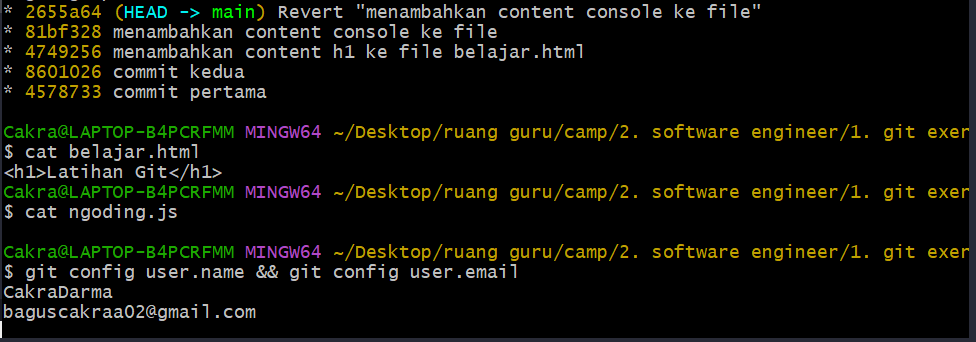 * 2655a64 (HEAD -> main) Revert "menambahkan content console ke file"
* 81bf328 menambahkan content console ke file
* 4749256 menambahkan content h1 ke file belajar.html
* 8601026 commit kedua
* 4578733 commit pertama
Cakra@LAPTOP-B4PCRFMM MINGW64 ~/Desktop/ruang guru/camp/2. software engineer/1. git exer
$ cat belajar.html
<h1>Latihan Git</h1>
Cakra@LAPTOP-B4PCRFMM MINGW64 ~/Desktop/ruang guru/camp/2. software engineer/1. git exer
$ cat ngoding.js
Cakra@LAPTOP-B4PCRFMM MINGW64 ~/Desktop/ruang guru/camp/2. software engineer/1. git exer
$ git config user.name && git config user.email
CakraDarma
baguscakraa02@gmail.com